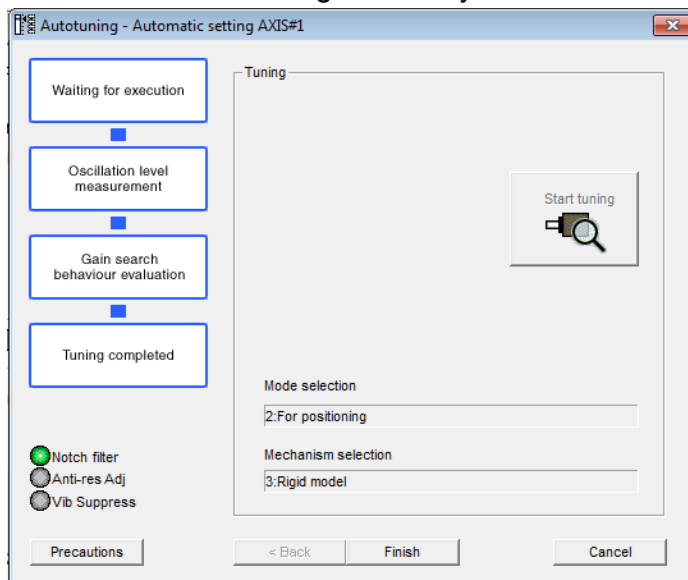 Autotuning - Automatic setting AXIS#1
Waiting for execution
Oscillation level
measurement
Gain search
behaviour evaluation
Tuning completed
Notch filter
Anti-res Adj
Vib Suppress
Tuning
Start tuning
Mode selection
2:For positioning
Mechanism selection
3:Rigid model
Precautions
< Back
Finish
Cancel